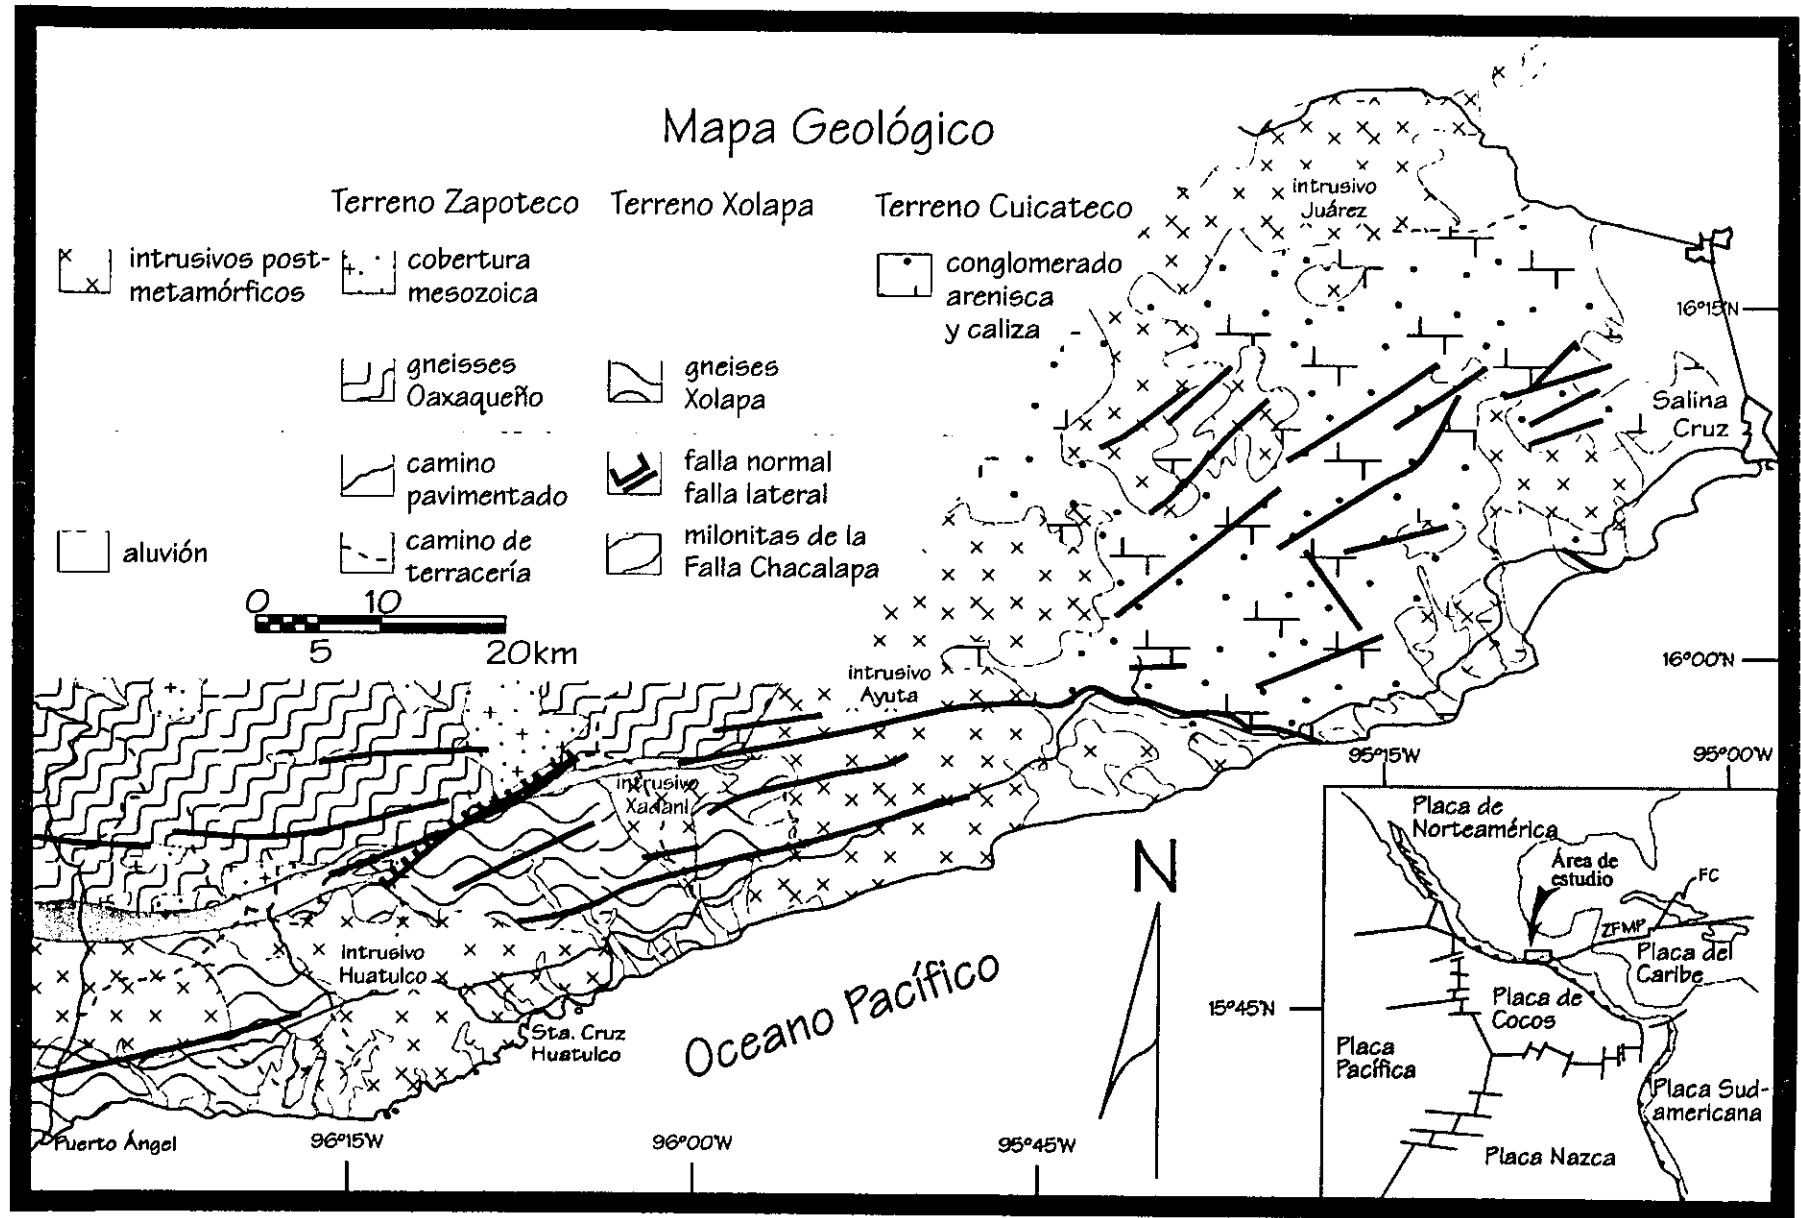 Mapa Geológico
Terreno Zapoteco
Terreno Xolapa
Terreno Cuicateco
intrusivos post-
metamórficos
cobertura
mesozoica
conglomerado
arenisca
y caliza
gneisses
Oaxaqueño
gneises
Xolapa
camino
pavimentado
falla normal
falla lateral
aluvión
camino de
terracería
milonitas de la
Falla Chacalapa
0 10
5 20km
intrusivo
Juárez
16°15'N
Salina
Cruz
16°00'N
intrusivo
Ayuta
intrusivo
Xadani
95°15'W
95°00'W
intrusivo
Huatulco
Sta. Cruz
Huatulco
Oceano Pacífico
N
15°45'N
Puerto Ángel
96°15'W
96°00'W
95°45'W
Placa de
Norteamérica
Área de
estudio
FC
ZFMP
Placa del
Caribe
Placa de
Cocos
Placa
Pacífica
Placa Sud-
americana
Placa Nazca